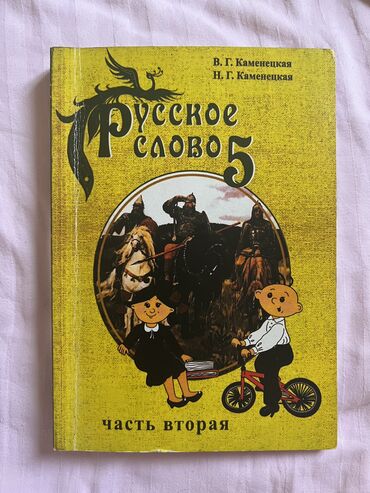 В. Г. Каменецкая
Н. Г. Каменецкая
Русское
слово 5
часть вторая